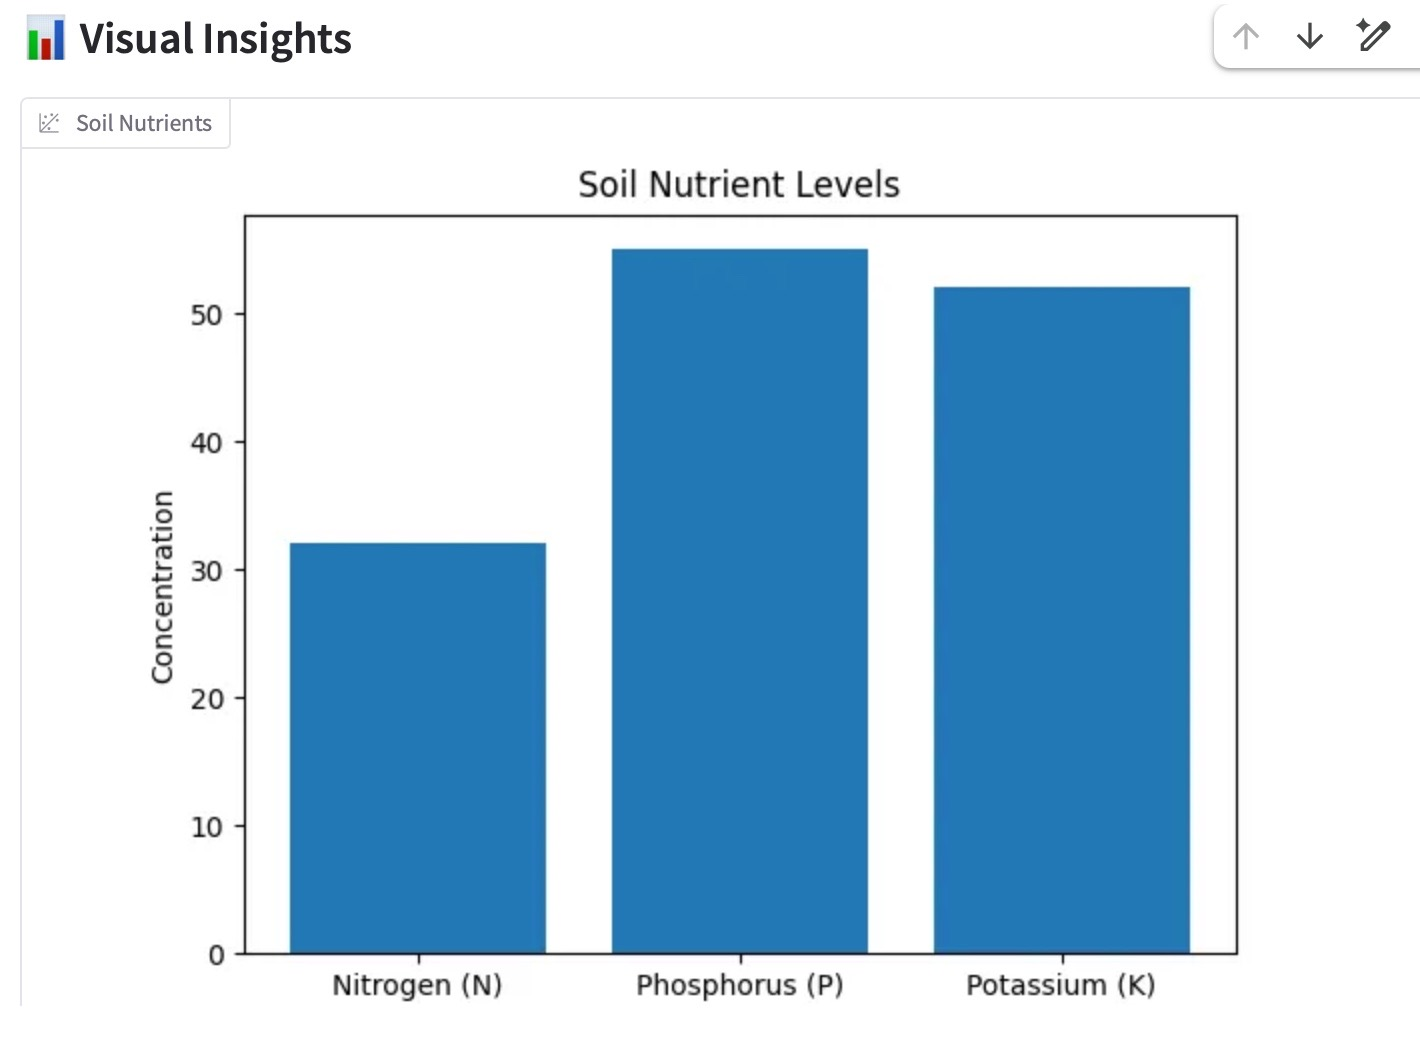 Visual Insights
Soil Nutrients
Soil Nutrient Levels
50
40
30
20
10
0
Concentration
Nitrogen (N)
Phosphorus (P)
Potassium (K)